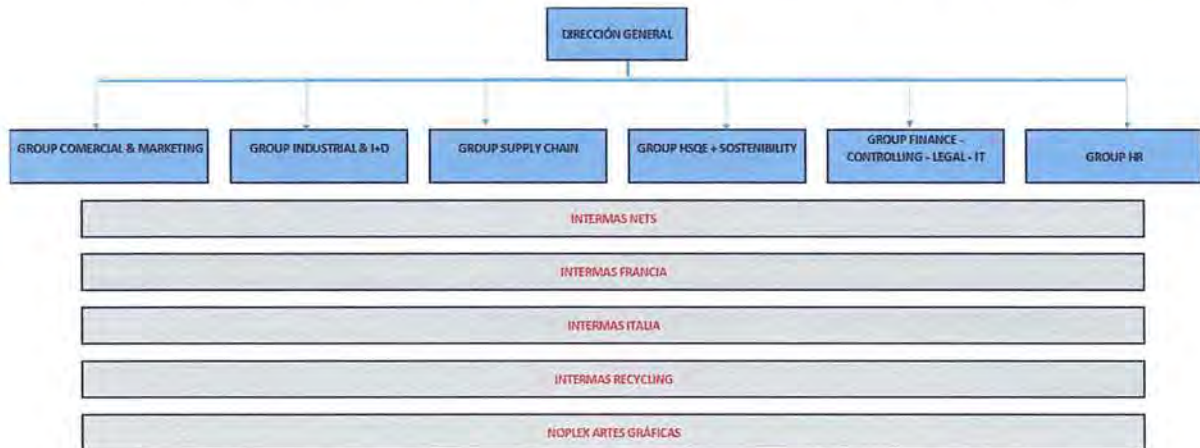 DIRECCIÓN GENERAL
GROUP COMERCIAL & MARKETING
GROUP INDUSTRIAL & I+D
GROUP SUPPLY CHAIN
GROUP HSQE + SOSTENIBILITY
GROUP FINANCE -
CONTROLLING - LEGAL - IT
GROUP HR
INTERMAS NETS
INTERMAS FRANCIA
INTERMAS ITALIA
INTERMAS RECYCLING
NOPLEX ARTES GRÁFICAS